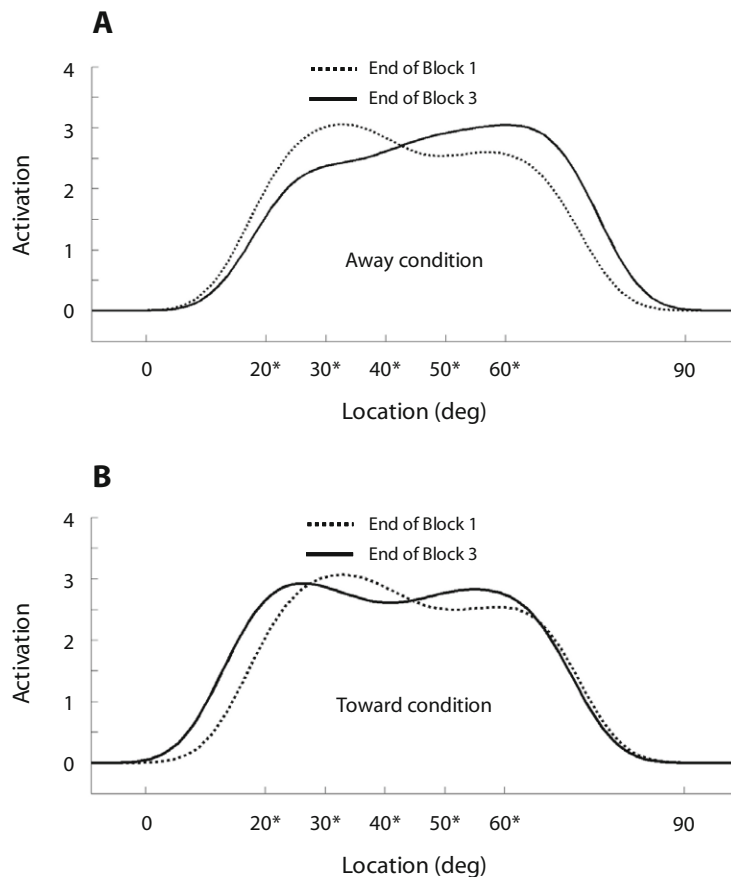 A
End of Block 1
End of Block 3
4
3
2
1
0
Activation
Away condition
0 20* 30* 40* 50* 60* 90
Location (deg)
B
End of Block 1
End of Block 3
4
3
2
1
0
Activation
Toward condition
0 20* 30* 40* 50* 60* 90
Location (deg)